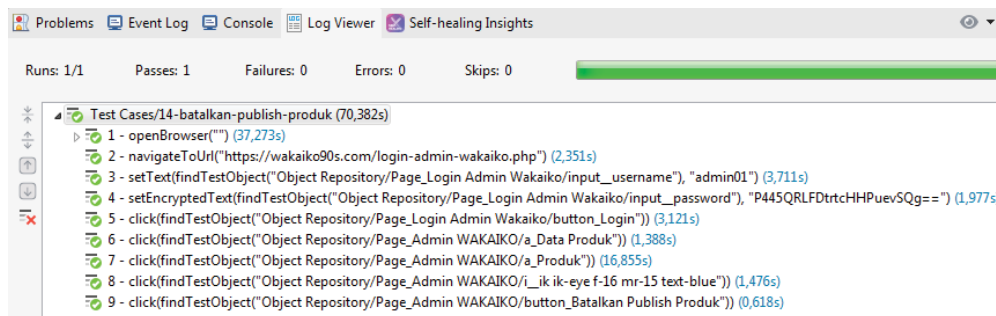 Problems Event Log Console Log Viewer Self-healing Insights
Runs: 1/1 Passes: 1 Failures: 0 Errors: 0 Skips: 0
Test Cases/14-batalkan-publish-produk (70,382s)
1 - openBrowser("") (37,273s)
2 - navigateToUrl("https://wakaiko90s.com/login-admin-wakaiko.php") (2,351s)
3 - setText(findTestObject("Object Repository/Page_Login Admin Wakaiko/input__username"), "admin01") (3,711s)
4 - setEncryptedText(findTestObject("Object Repository/Page_Login Admin Wakaiko/input__password"), "P445QRLFDtrtcHHPuevSQg==") (1,977s
5 - click(findTestObject("Object Repository/Page_Login Admin Wakaiko/button_Login")) (3,121s)
6 - click(findTestObject("Object Repository/Page_Admin WAKAIKO/a_Data Produk")) (1,388s)
7 - click(findTestObject("Object Repository/Page_Admin WAKAIKO/a_Produk")) (16,855s)
8 - click(findTestObject("Object Repository/Page_Admin WAKAIKO/i__ik ik-eye f-16 mr-15 text-blue")) (1,476s)
9 - click(findTestObject("Object Repository/Page_Admin WAKAIKO/button_Batalkan Publish Produk")) (0,618s)